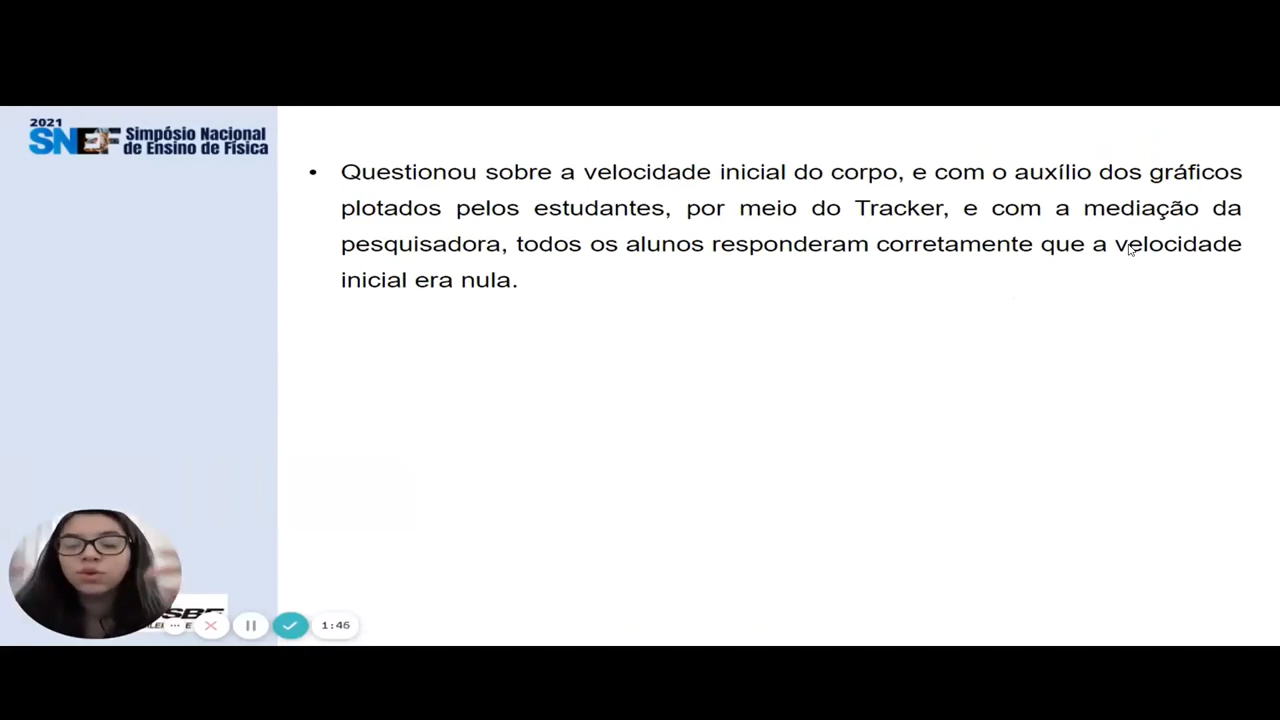 2021
SNEF Simpósio Nacional
de Ensino de Física
• Questionou sobre a velocidade inicial do corpo, e com o auxílio dos gráficos
plotados pelos estudantes, por meio do Tracker, e com a mediação da
pesquisadora, todos os alunos responderam corretamente que a velocidade
inicial era nula.
SBF
1:46